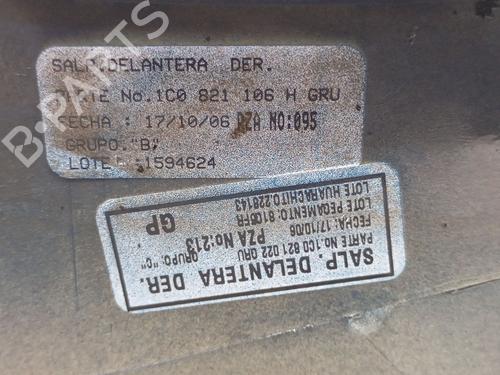 SALP.DELANTERA DER.
PARTE No.1C0 821 106 H GRU
FECHA : 17/10/06 PZA NO:095
GRUPO:"B"
LOTE :1594624
SALP. DELANTERA DER.
PARTE No:1C0 821 022 GRU
GRUPO: "C"
FECHA: 17/10/06 PZA No:213
LOTE PEGAMENTO: 8106FR
LOTE HUARACHITO:228143
GP
B-PARTS